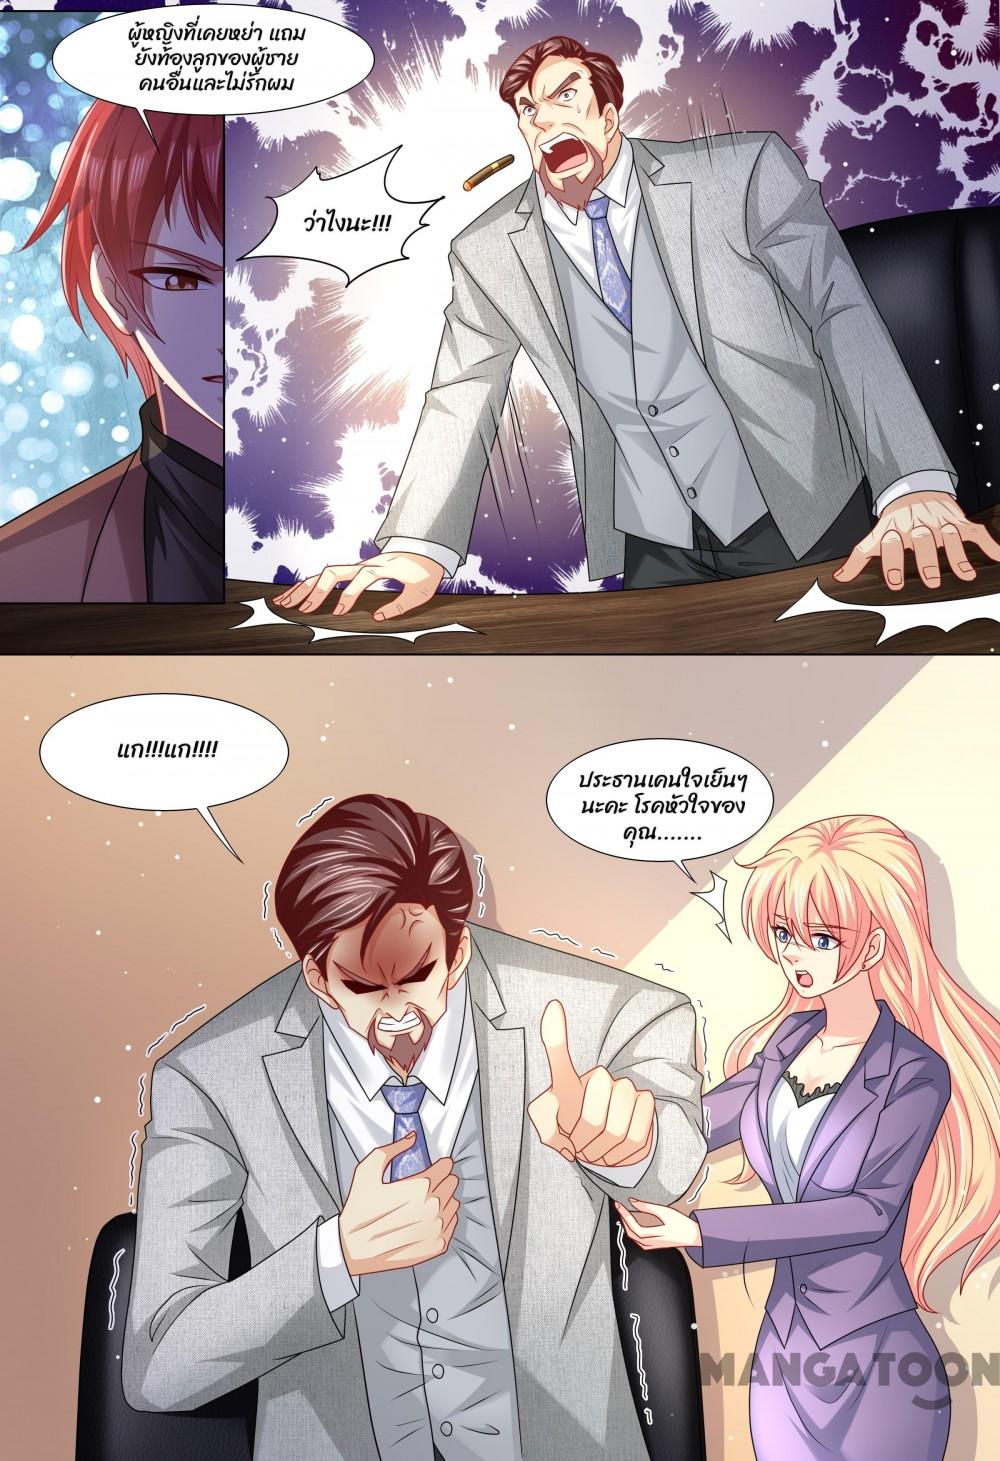 ผู้หญิงที่เคยหย่า แถม
ยังท้องลูกของผู้ชาย
คนอื่นและไม่รักผม
ว่าไงนะ!!!
แก!!!แก!!!!
ประธานเคนใจเย็นๆ
นะคะ โรคหัวใจของ
คุณ.......
MANGATOON